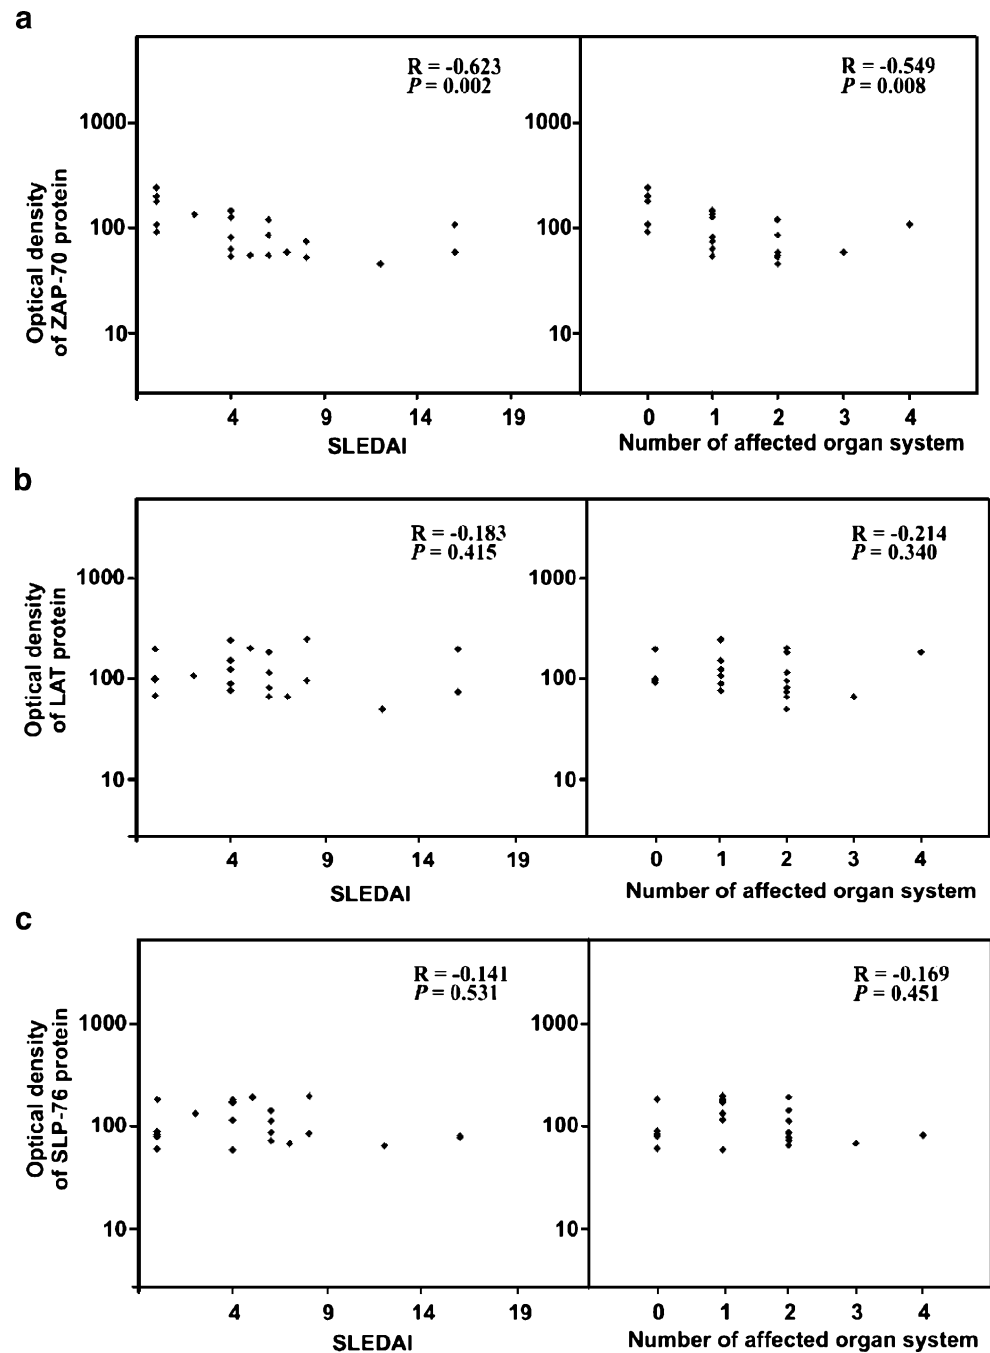 a
R = -0.623
P = 0.002
R = -0.549
P = 0.008
1000
100
10
1000
100
10
Optical density
of ZAP-70 protein
4 9 14 19
0 1 2 3 4
SLEDAI
Number of affected organ system
b
R = -0.183
P = 0.415
R = -0.214
P = 0.340
1000
100
10
1000
100
10
Optical density
of LAT protein
4 9 14 19
0 1 2 3 4
SLEDAI
Number of affected organ system
c
R = -0.141
P = 0.531
R = -0.169
P = 0.451
1000
100
10
1000
100
10
Optical density
of SLP-76 protein
4 9 14 19
0 1 2 3 4
SLEDAI
Number of affected organ system